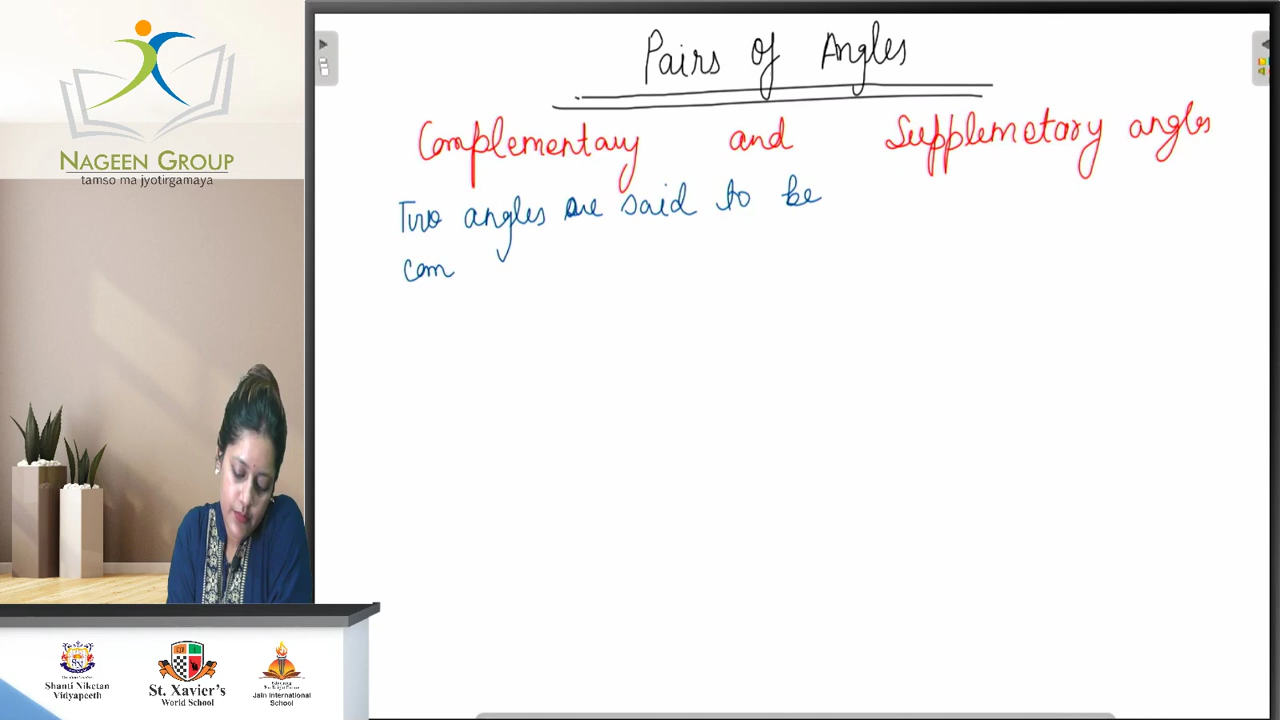 NAGEEN GROUP
tamso ma jyotirgamaya
Pairs of Angles
Complementary and Supplemetary angles
Two angles are said to be
com
Shanti Niketan
Vidyapeeth
St. Xavier's
World School
Jain International
School